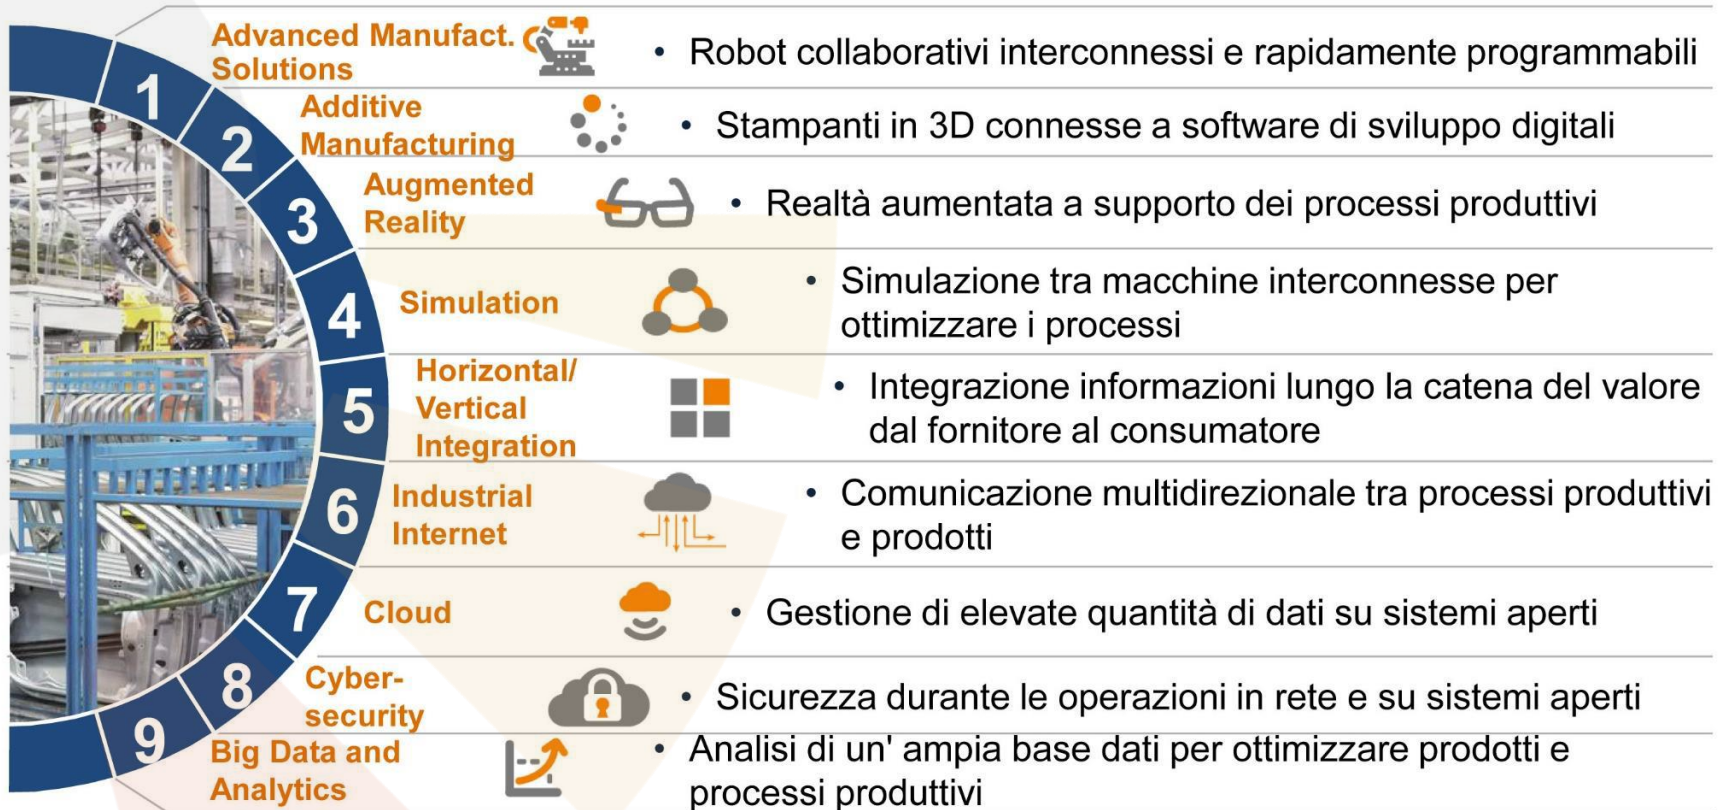 1
Advanced Manufact.
Solutions
• Robot collaborativi interconnessi e rapidamente programmabili
2
Additive
Manufacturing
• Stampanti in 3D connesse a software di sviluppo digitali
3
Augmented
Reality
• Realtà aumentata a supporto dei processi produttivi
4
Simulation
• Simulazione tra macchine interconnesse per
ottimizzare i processi
5
Horizontal/
Vertical
Integration
• Integrazione informazioni lungo la catena del valore
dal fornitore al consumatore
6
Industrial
Internet
• Comunicazione multidirezionale tra processi produttivi
e prodotti
7
Cloud
• Gestione di elevate quantità di dati su sistemi aperti
8
Cyber-
security
• Sicurezza durante le operazioni in rete e su sistemi aperti
9
Big Data and
Analytics
• Analisi di un' ampia base dati per ottimizzare prodotti e
processi produttivi